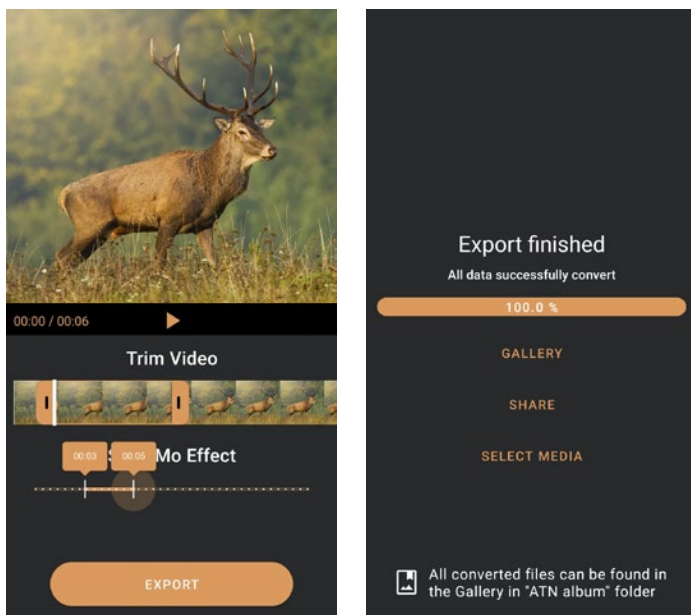 00:00 / 00:06
Trim Video
00:03
00:05
Mo Effect
EXPORT
Export finished
All data successfully convert
100.0 %
GALLERY
SHARE
SELECT MEDIA
All converted files can be found in
the Gallery in "ATN album" folder